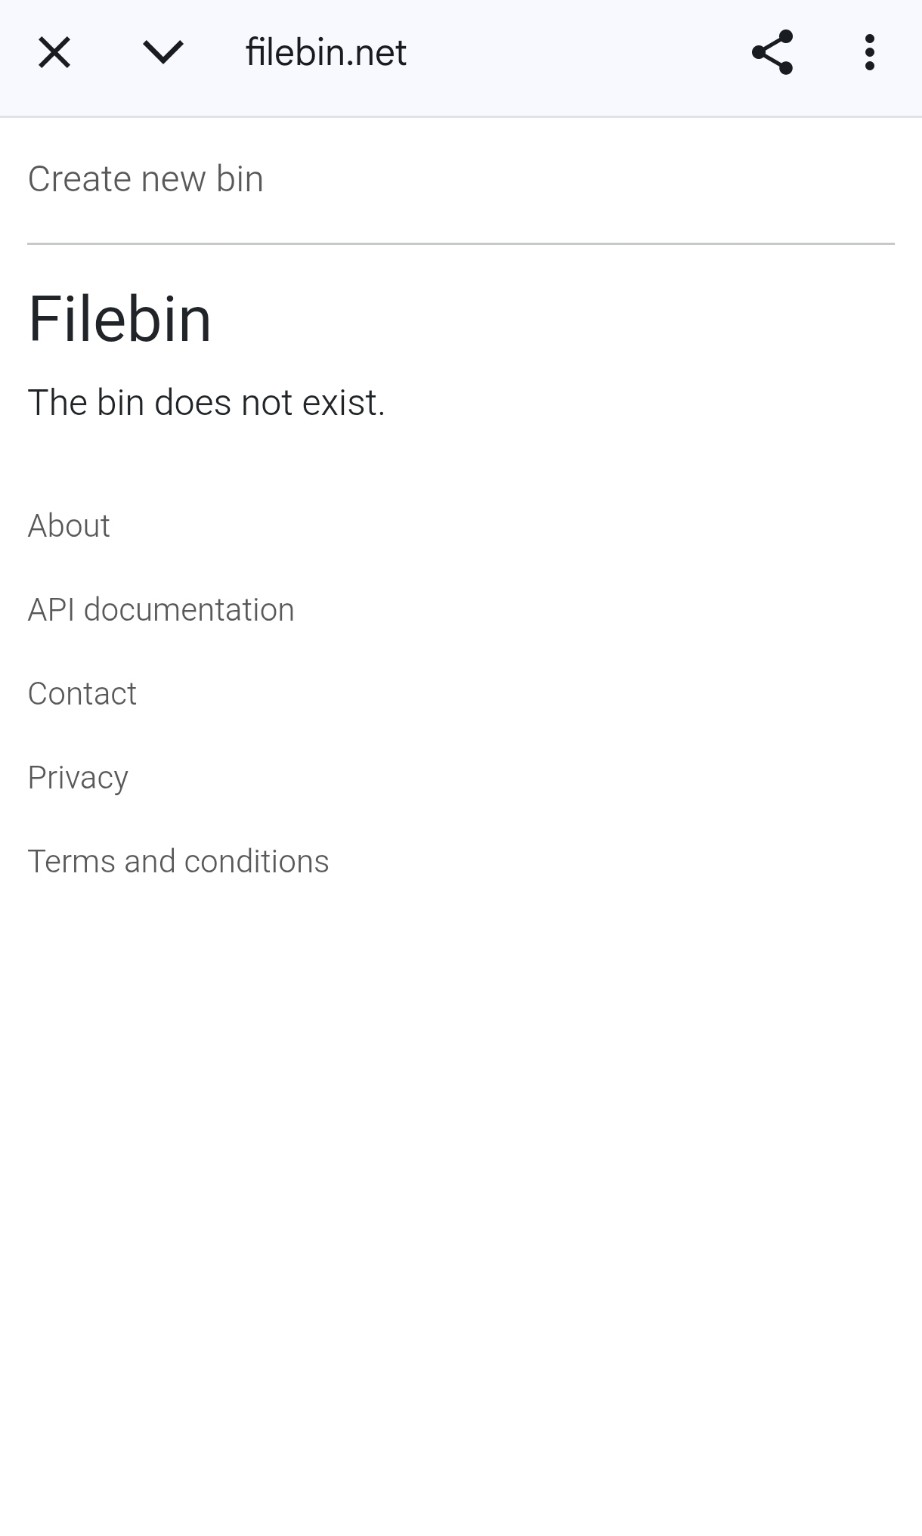 filebin.net
Create new bin
Filebin
The bin does not exist.
About
API documentation
Contact
Privacy
Terms and conditions